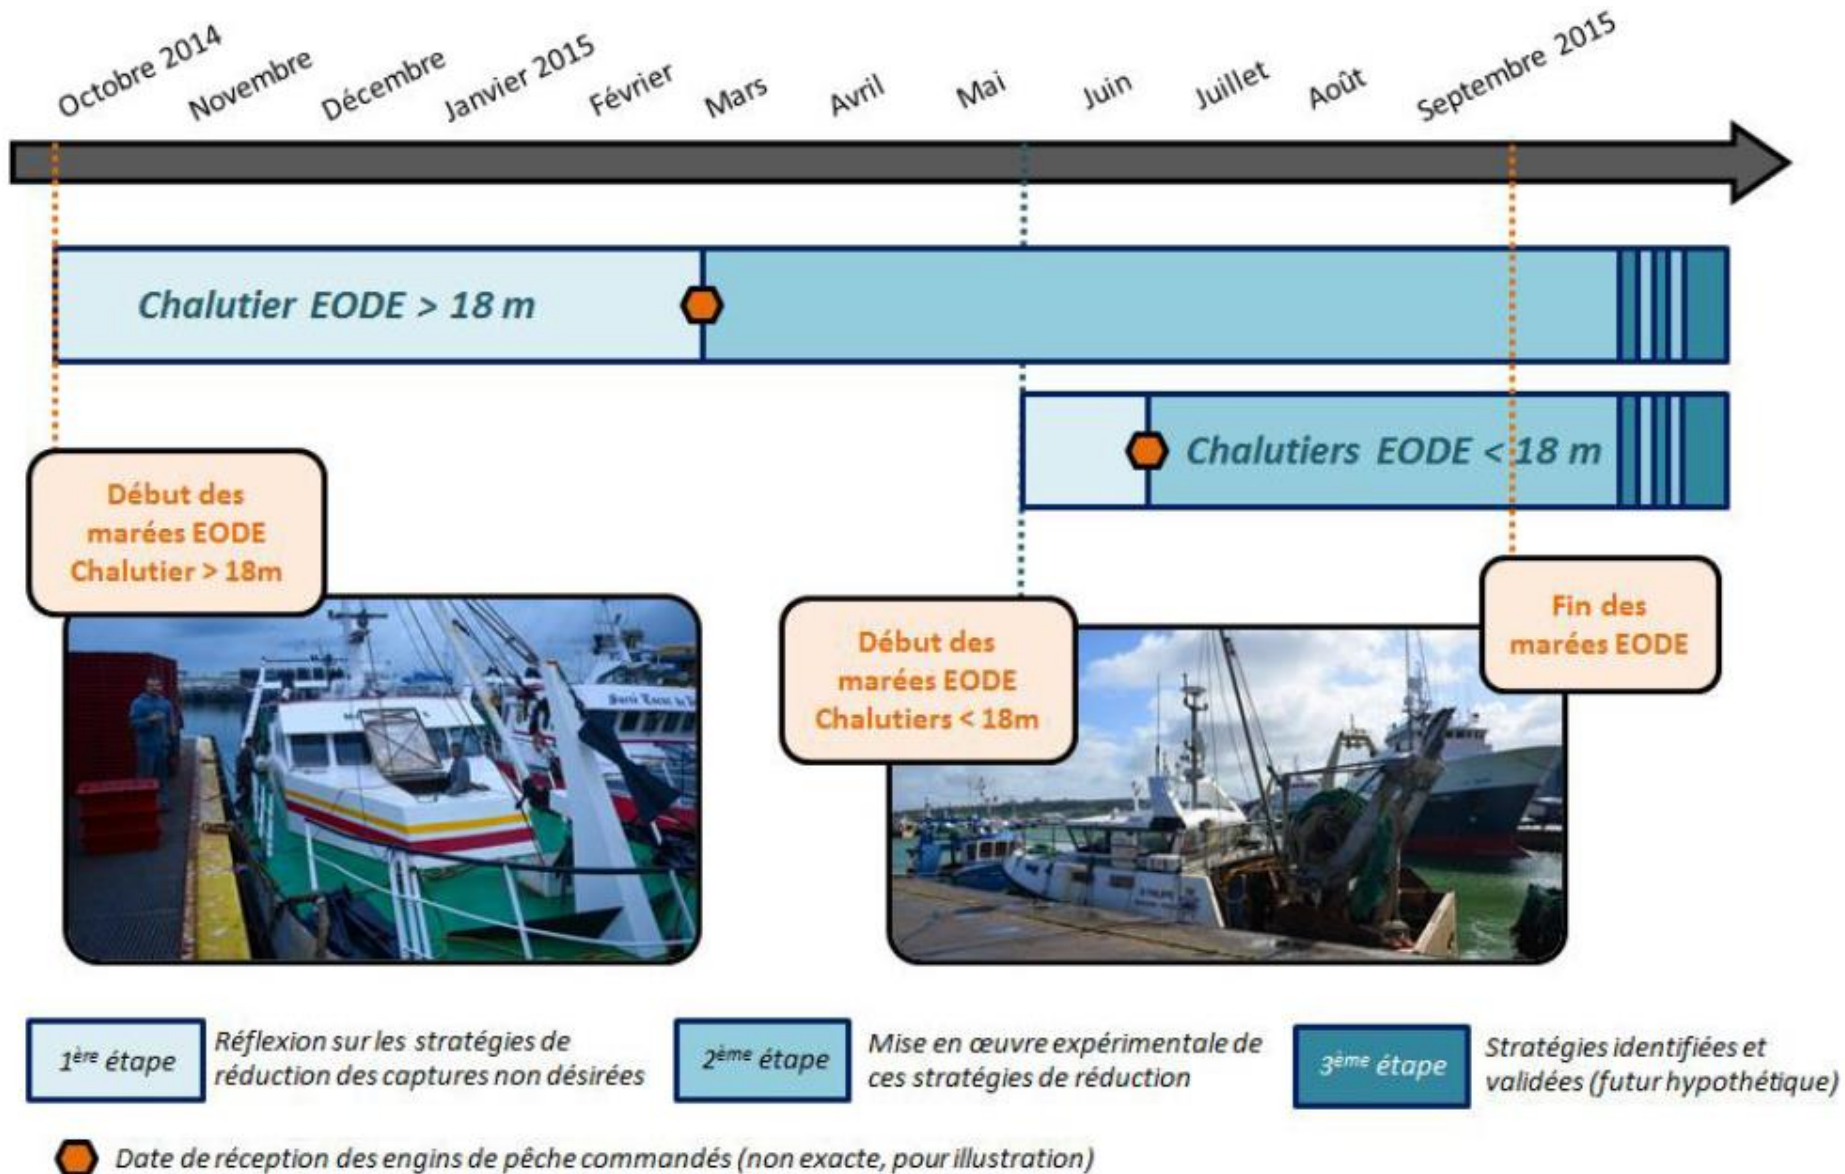 Octobre 2014
Novembre
Décembre
Janvier 2015
Février
Mars
Avril
Mai
Juin
Juillet
Août
Septembre 2015
Chalutier EODE > 18 m
Chalutiers EODE < 18 m
Début des
marées EODE
Chalutier > 18m
Début des
marées EODE
Chalutiers < 18m
Fin des
marées EODE
1ère étape
Réflexion sur les stratégies de
réduction des captures non désirées
2ème étape
Mise en œuvre expérimentale de
ces stratégies de réduction
3ème étape
Stratégies identifiées et
validées (futur hypothétique)
Date de réception des engins de pêche commandés (non exacte, pour illustration)